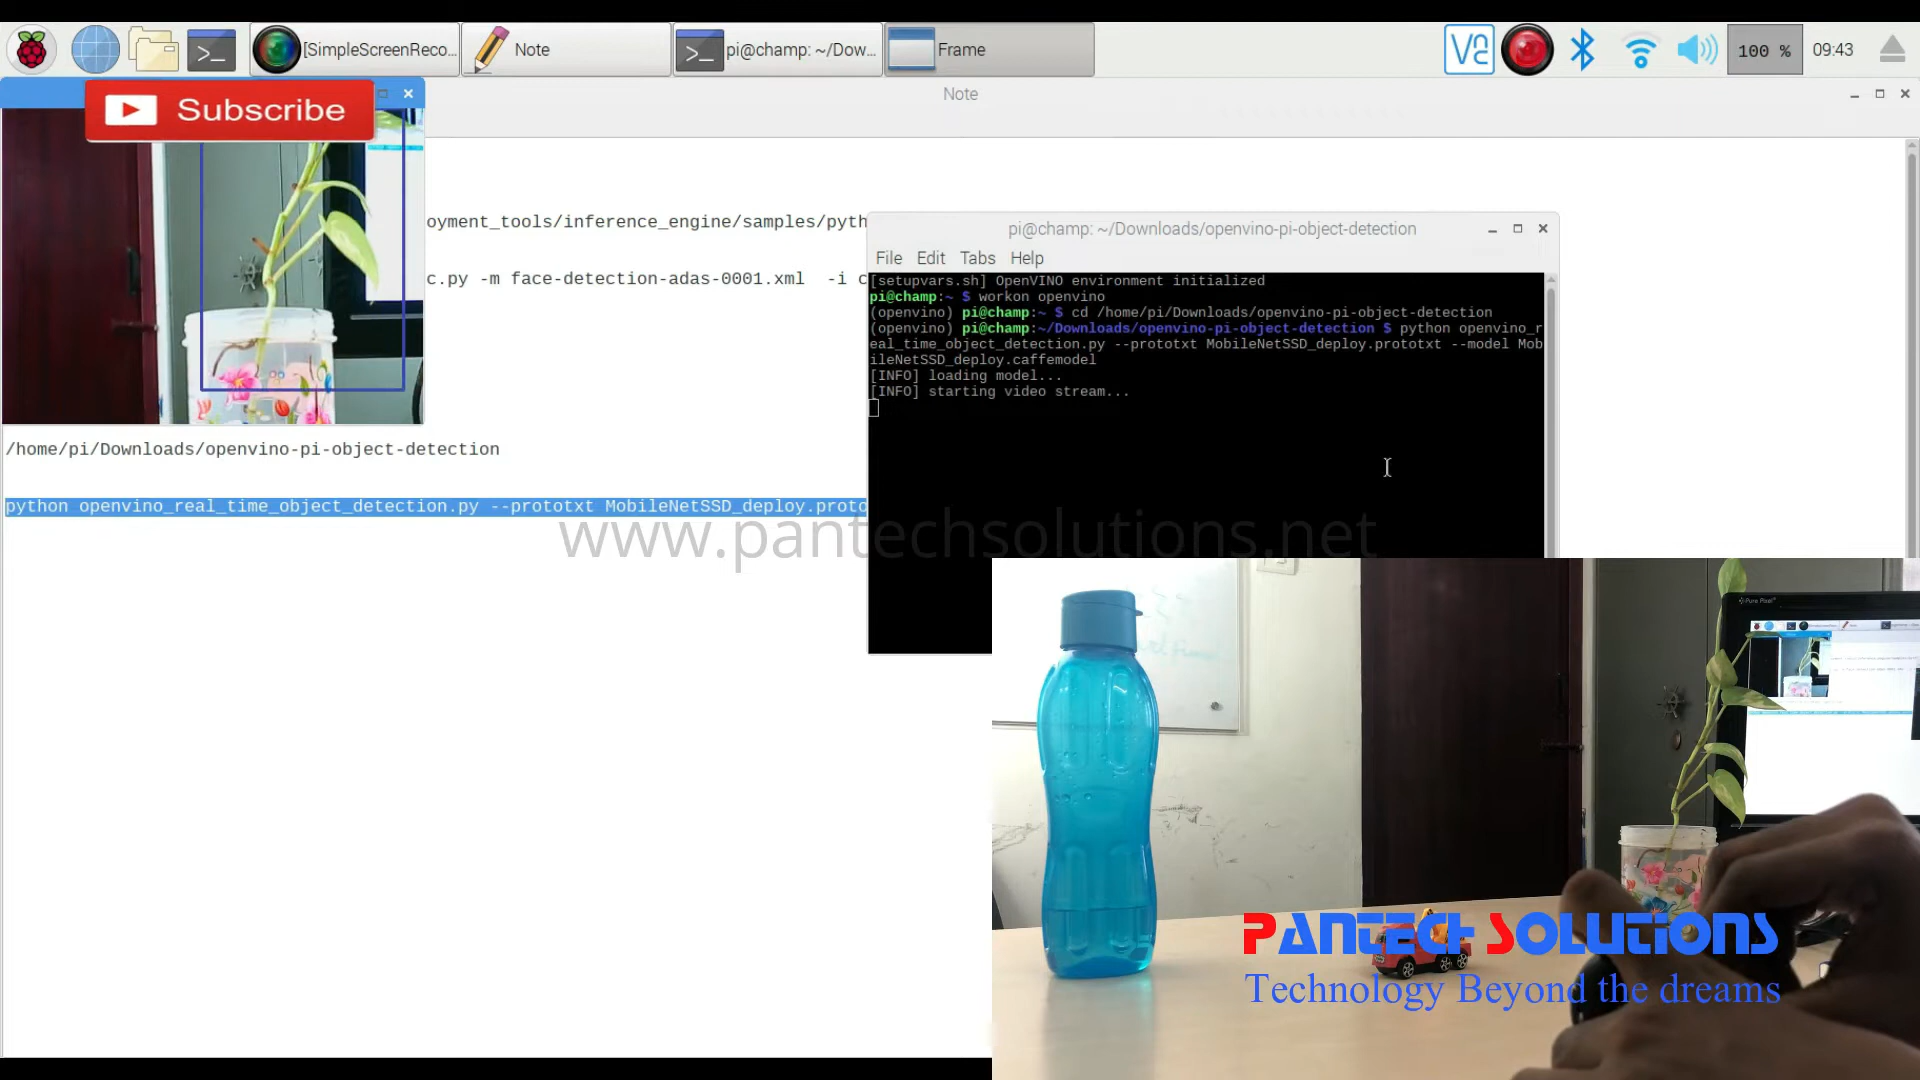 [SimpleScreenReco...
Note
pi@champ: ~/Dow...
Frame
V2
100 %
09:43
Subscribe
Note
oyment_tools/inference_engine/samples/pyth
c.py -m face-detection-adas-0001.xml  -i c
/home/pi/Downloads/openvino-pi-object-detection
python openvino_real_time_object_detection.py --prototxt MobileNetSSD_deploy.proto
pi@champ: ~/Downloads/openvino-pi-object-detection
File Edit Tabs Help
[setupvars.sh] OpenVINO environment initialized
pi@champ:~ $ workon openvino
(openvino) pi@champ:~ $ cd /home/pi/Downloads/openvino-pi-object-detection
(openvino) pi@champ:~/Downloads/openvino-pi-object-detection $ python openvino_r
eal_time_object_detection.py --prototxt MobileNetSSD_deploy.prototxt --model Mob
ileNetSSD_deploy.caffemodel
[INFO] loading model...
[INFO] starting video stream...
www.pantechsolutions.net
Pure Pixel
PANTECH SOLUTIONS
Technology Beyond the dreams